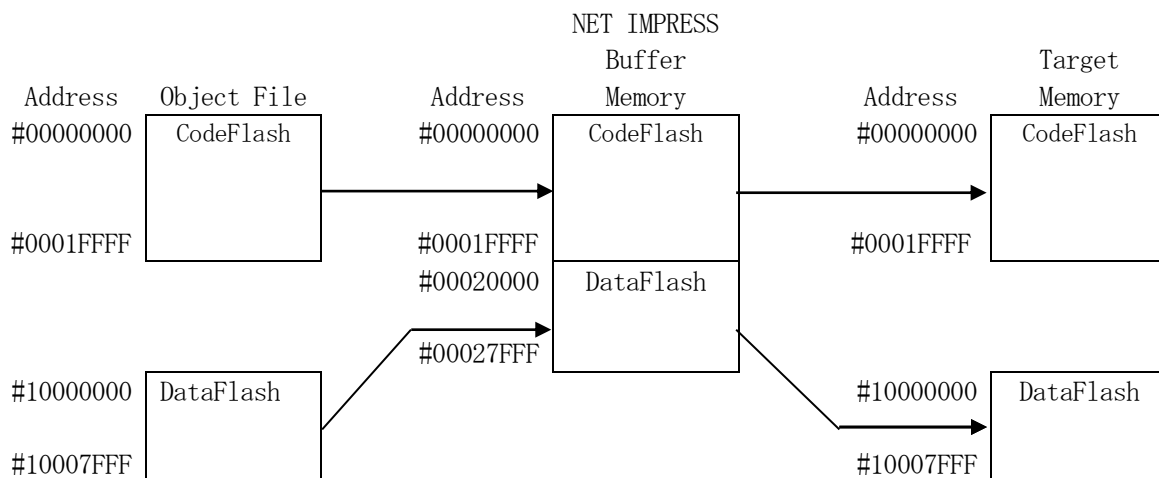 NET IMPRESS
Buffer Target
Address Object File Address Memory Address Memory
#00000000 CodeFlash #00000000 CodeFlash #00000000 CodeFlash
#0001FFFF #0001FFFF #0001FFFF
#00020000 DataFlash
#00027FFF
#10000000 DataFlash #10000000 DataFlash
#10007FFF #10007FFF